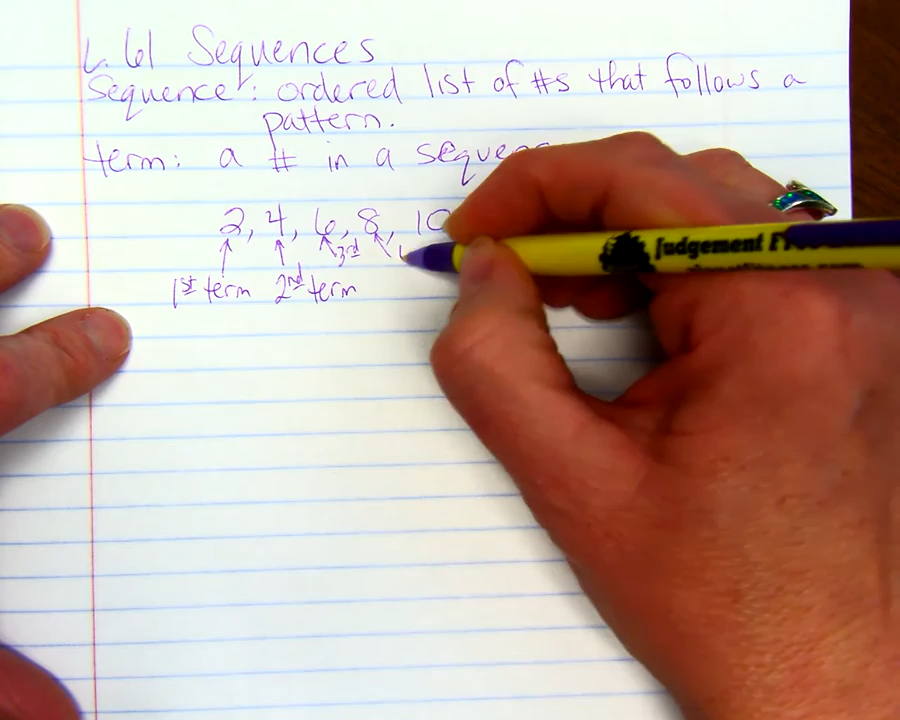 L. 61 Sequences
Sequence: ordered list of #s that follows a
pattern.
term: a # in a sequenc
2, 4, 6, 8, 10
3rd
1st term 2nd term
Judgement